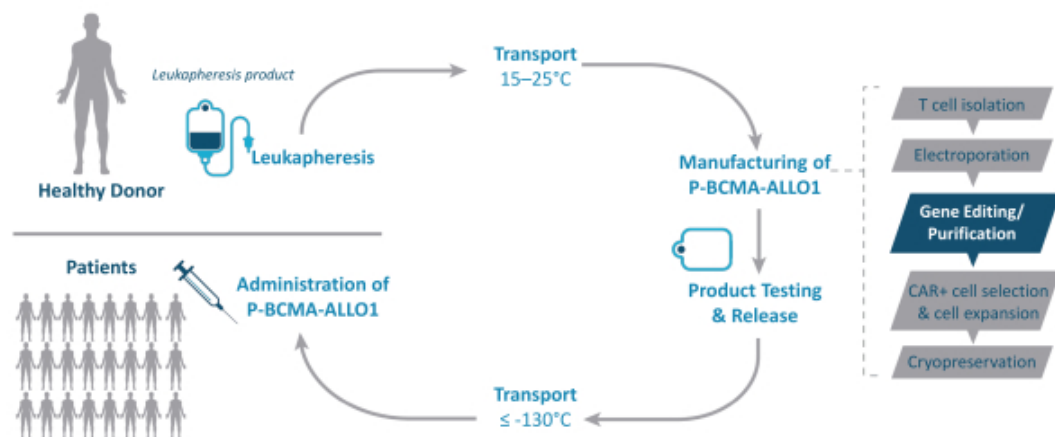 Leukapheresis product
Leukapheresis
Healthy Donor
Transport
15–25°C
Manufacturing of
P-BCMA-ALLO1
T cell isolation
Electroporation
Gene Editing/
Purification
CAR+ cell selection
& cell expansion
Cryopreservation
Product Testing
& Release
Transport
≤ -130°C
Administration of
P-BCMA-ALLO1
Patients